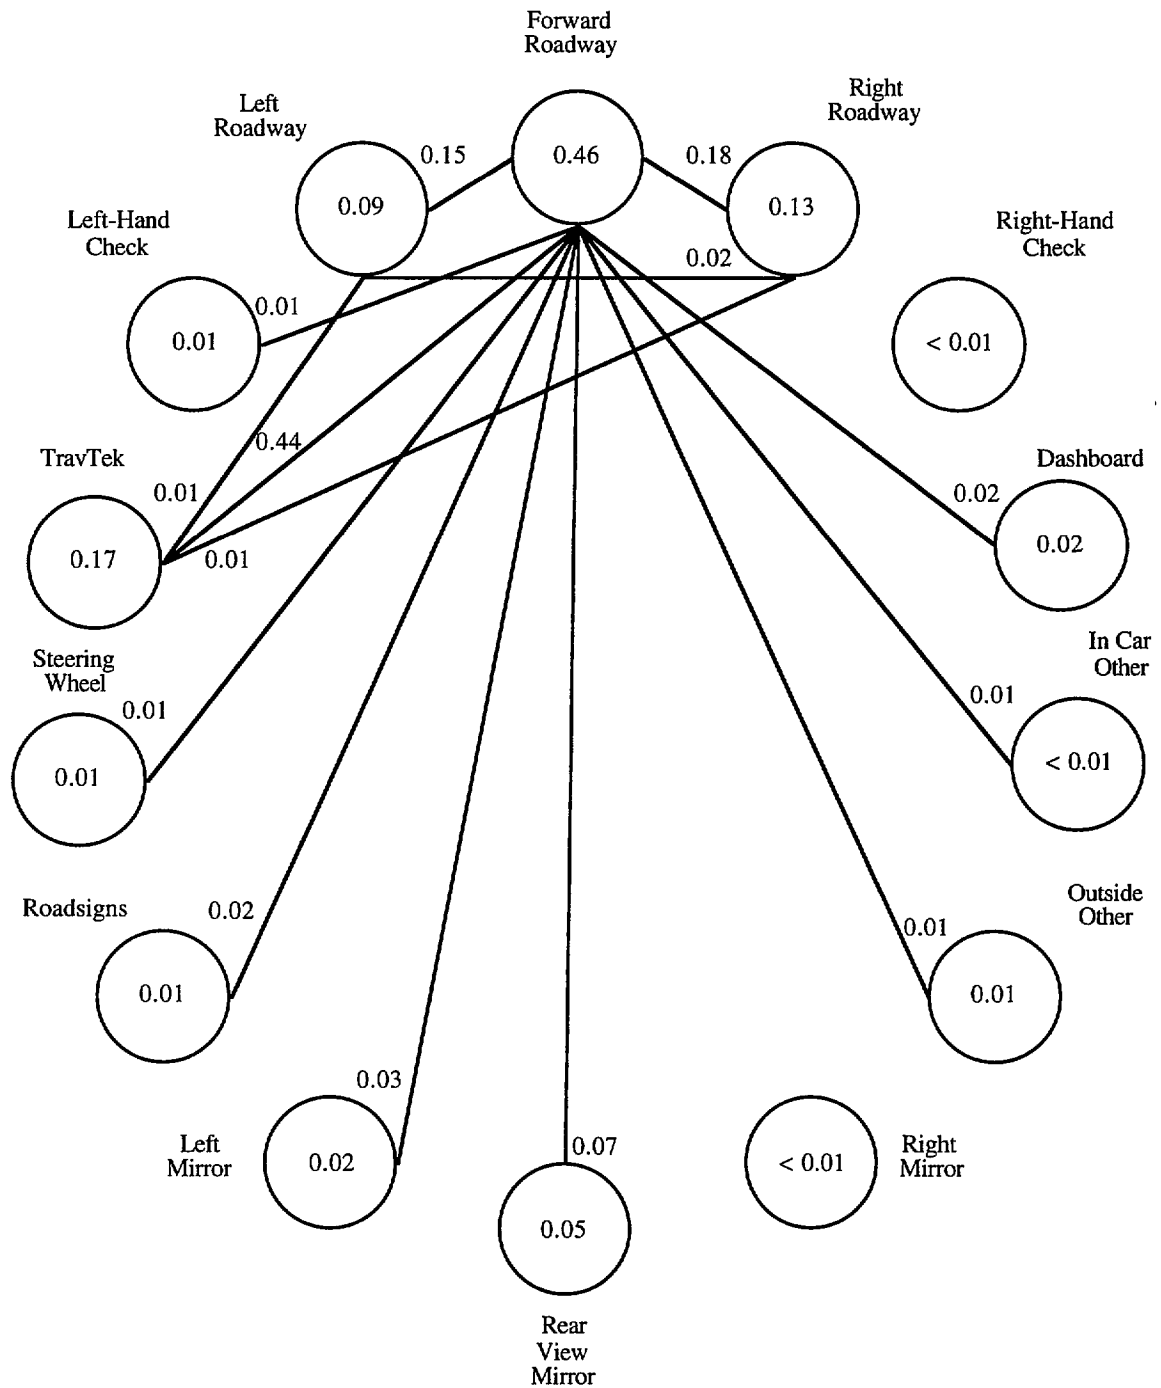 Forward
Roadway
Left
Roadway
Right
Roadway
0.15
0.46
0.18
0.09
0.13
Left-Hand
Check
Right-Hand
Check
0.02
0.01
0.01
< 0.01
0.44
TravTek
Dashboard
0.01
0.02
0.17
0.01
0.02
Steering
Wheel
In Car
Other
0.01
0.01
0.01
< 0.01
Roadsigns
0.02
Outside
Other
0.01
0.01
0.01
0.03
Left
Mirror
0.02
0.07
< 0.01
Right
Mirror
0.05
Rear
View
Mirror